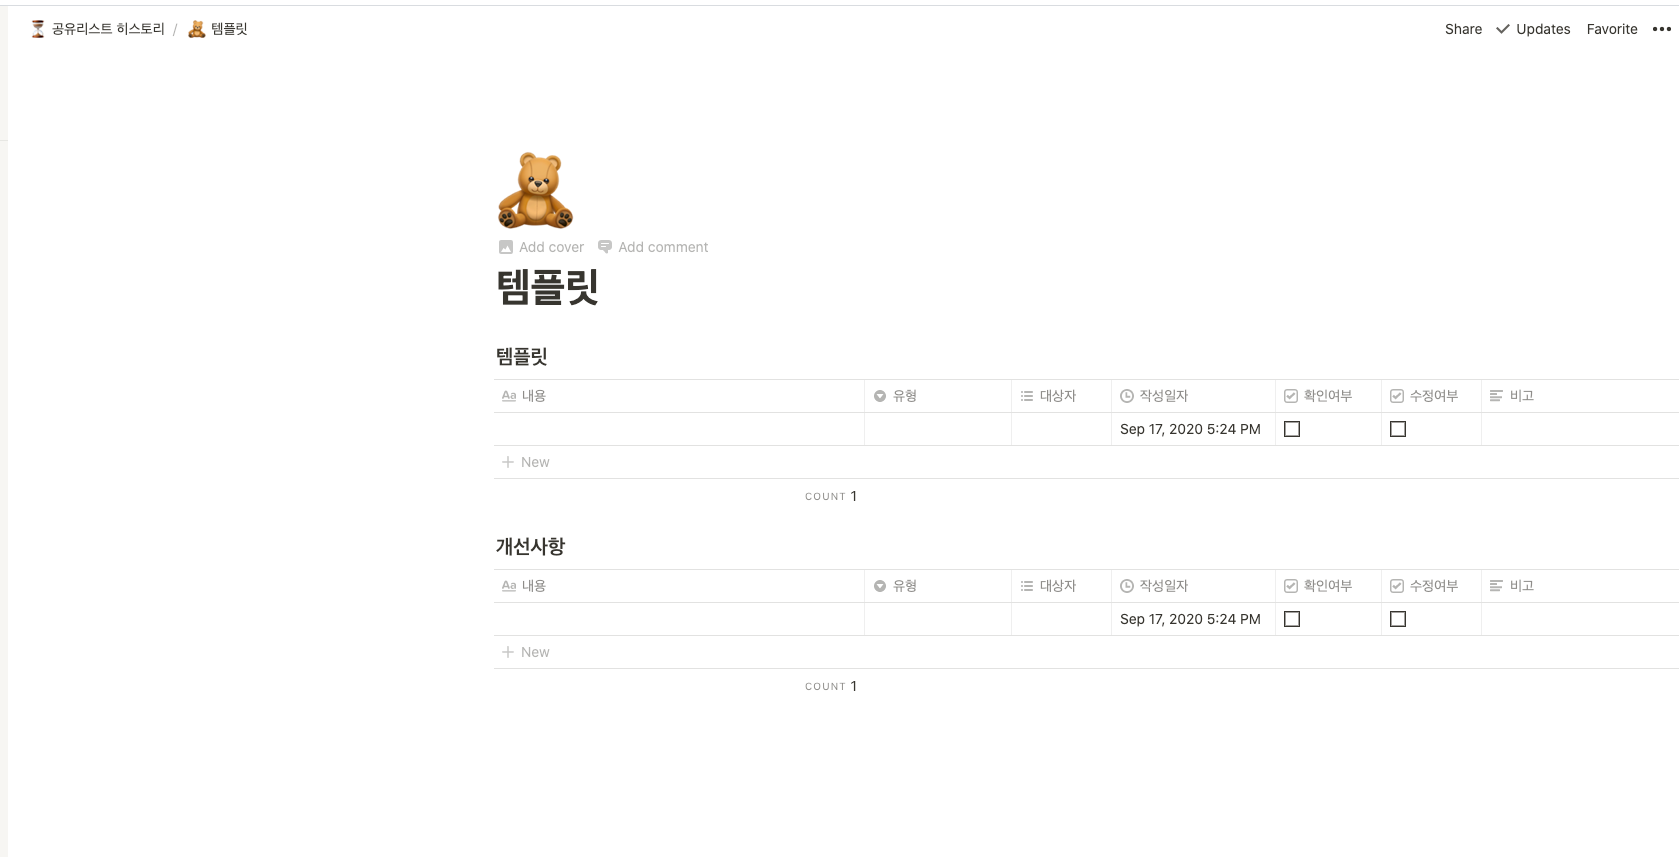 공유리스트 히스토리 / 템플릿
Share Updates Favorite
Add cover Add comment
템플릿
템플릿
Aa 내용 유형 대상자 작성일자 확인여부 수정여부 비고
Sep 17, 2020 5:24 PM
+ New
COUNT 1
개선사항
Aa 내용 유형 대상자 작성일자 확인여부 수정여부 비고
Sep 17, 2020 5:24 PM
+ New
COUNT 1